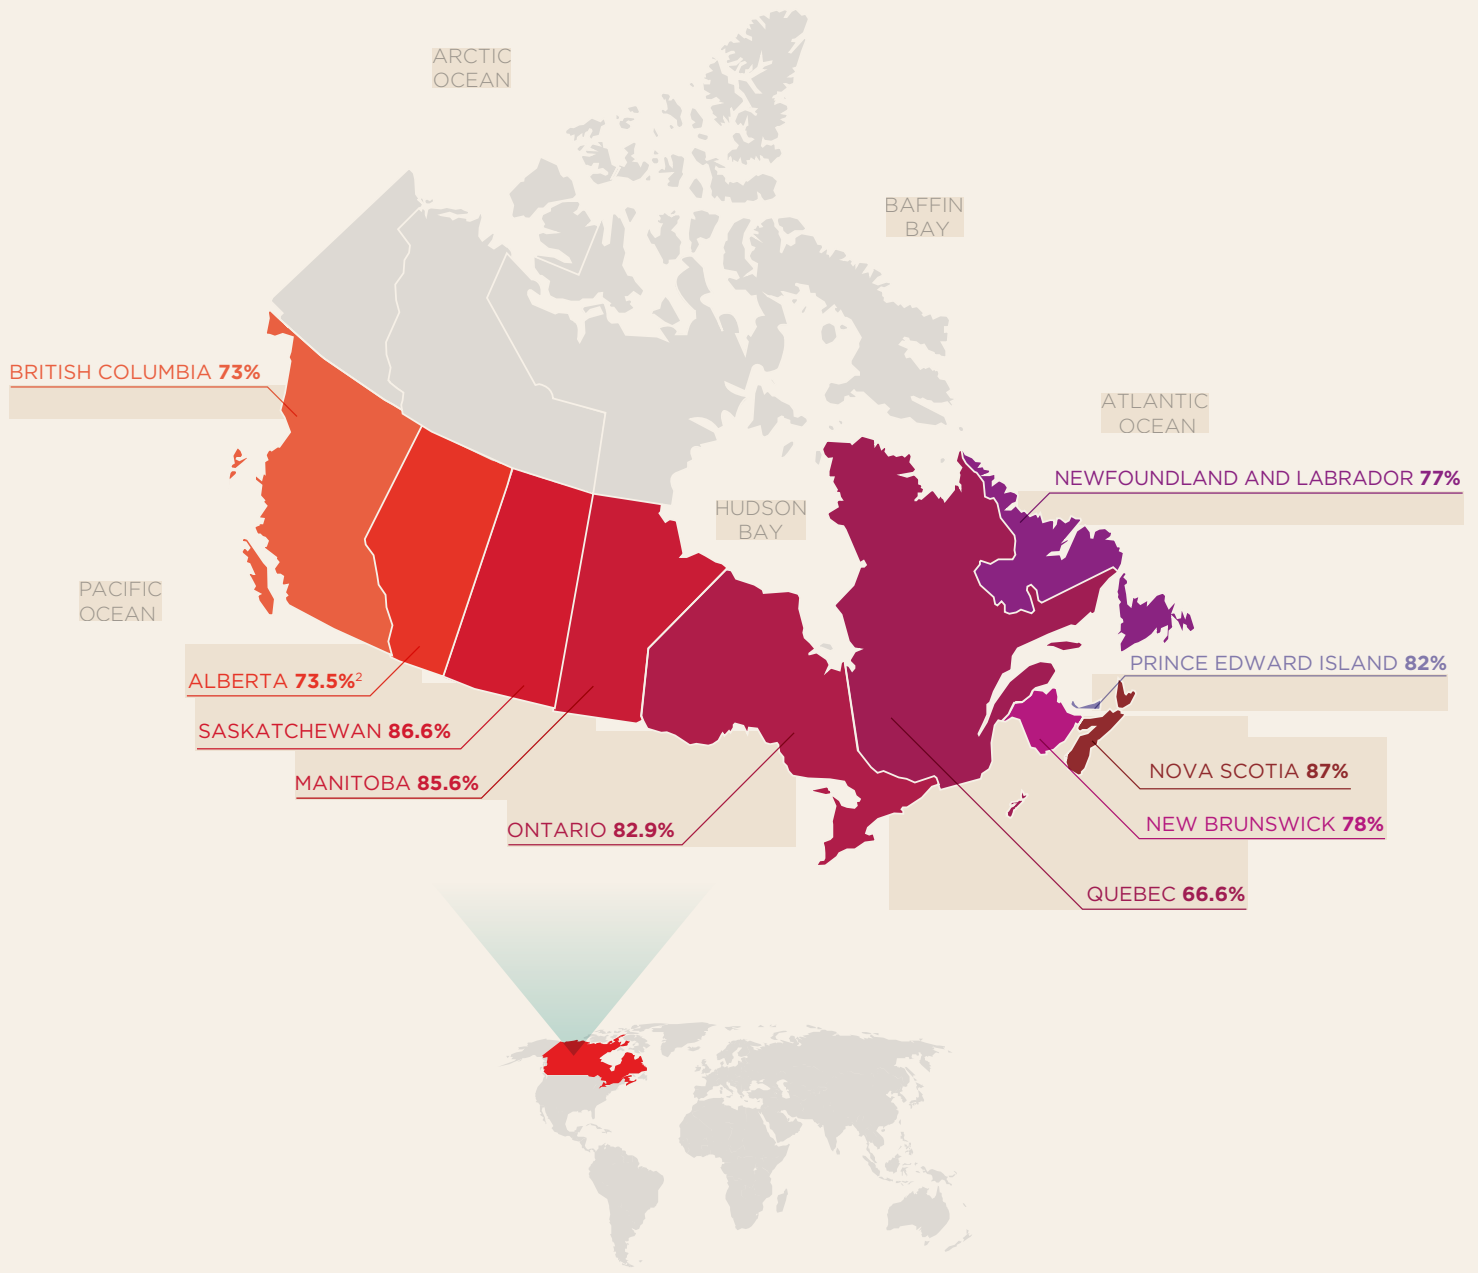 ARCTIC
OCEAN
BAFFIN
BAY
BRITISH COLUMBIA 73%
ATLANTIC
OCEAN
NEWFOUNDLAND AND LABRADOR 77%
HUDSON
BAY
PACIFIC
OCEAN
PRINCE EDWARD ISLAND 82%
ALBERTA 73.5%²
SASKATCHEWAN 86.6%
NOVA SCOTIA 87%
MANITOBA 85.6%
NEW BRUNSWICK 78%
ONTARIO 82.9%
QUEBEC 66.6%